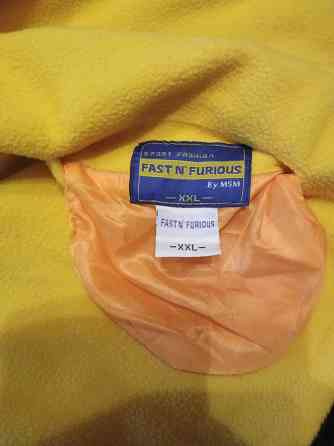 SPORT FASHION
FAST N' FURIOUS
By MSM
- XXL -
FAST N' FURIOUS
- XXL -